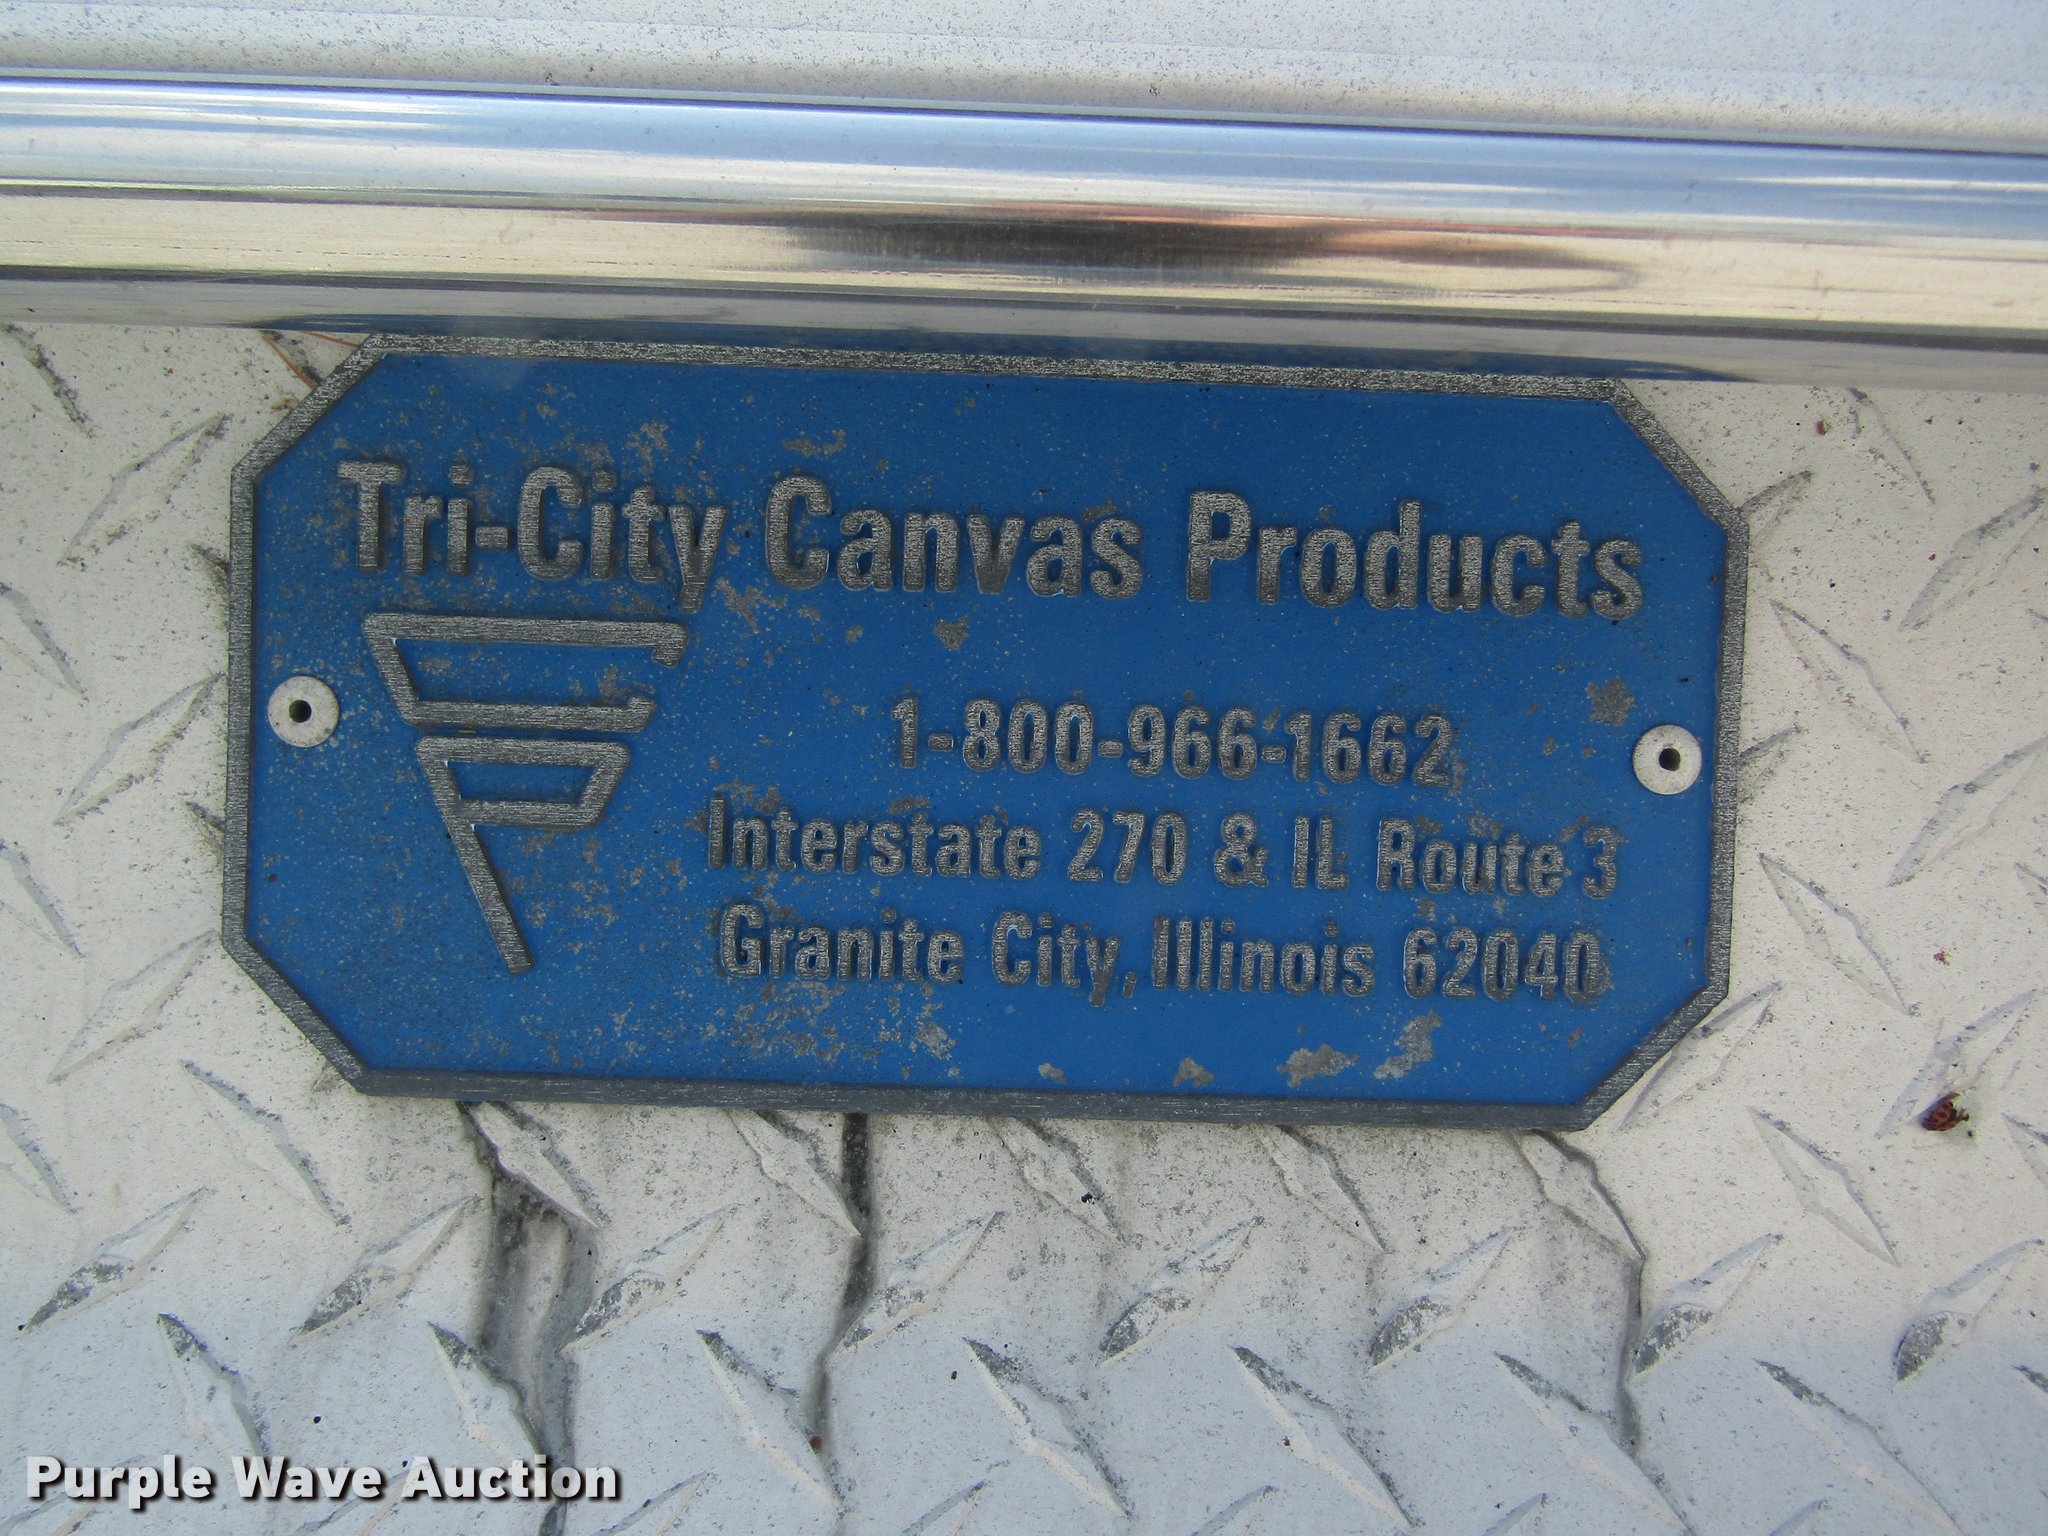 Tri-City Canvas Products
1-800-966-1662
Interstate 270 & IL Route 3
Granite City, Illinois 62040
Purple Wave Auction